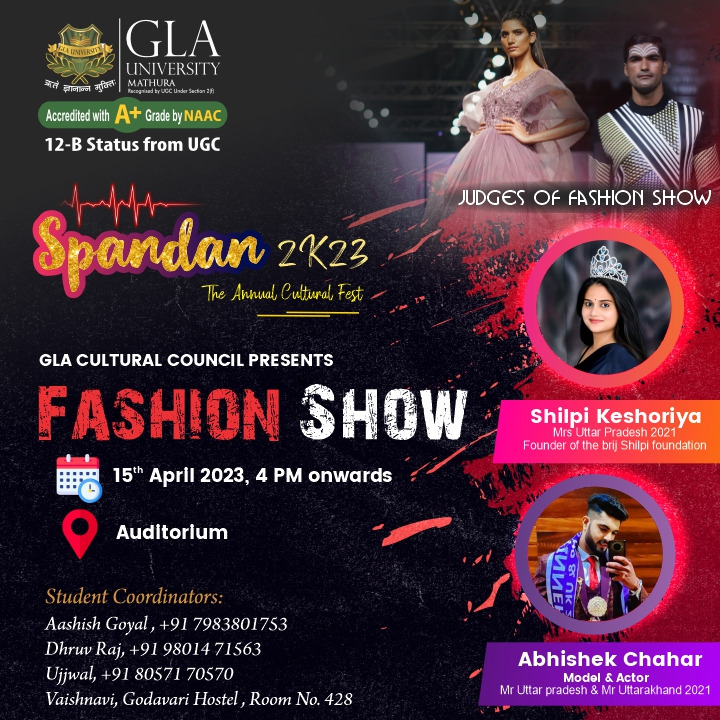 GLA UNIVERSITY
GLA
UNIVERSITY
MATHURA
Recognised by UGC Under Section 2(f)
ऋते ज्ञानान्न मुक्तिः
Accredited with A+ Grade by NAAC
12-B Status from UGC
JUDGES OF FASHION SHOW
Spandan 2K23
The Annual Cultural Fest
GLA CULTURAL COUNCIL PRESENTS
FASHION SHOW
15th April 2023, 4 PM onwards
Auditorium
Shilpi Keshoriya
Mrs Uttar Pradesh 2021
Founder of the brij Shilpi foundation
Abhishek Chahar
Model & Actor
Mr Uttar pradesh & Mr Uttarakhand 2021
Student Coordinators:
Aashish Goyal , +91 7983801753
Dhruv Raj, +91 98014 71563
Ujjwal, +91 80571 70570
Vaishnavi, Godavari Hostel , Room No. 428